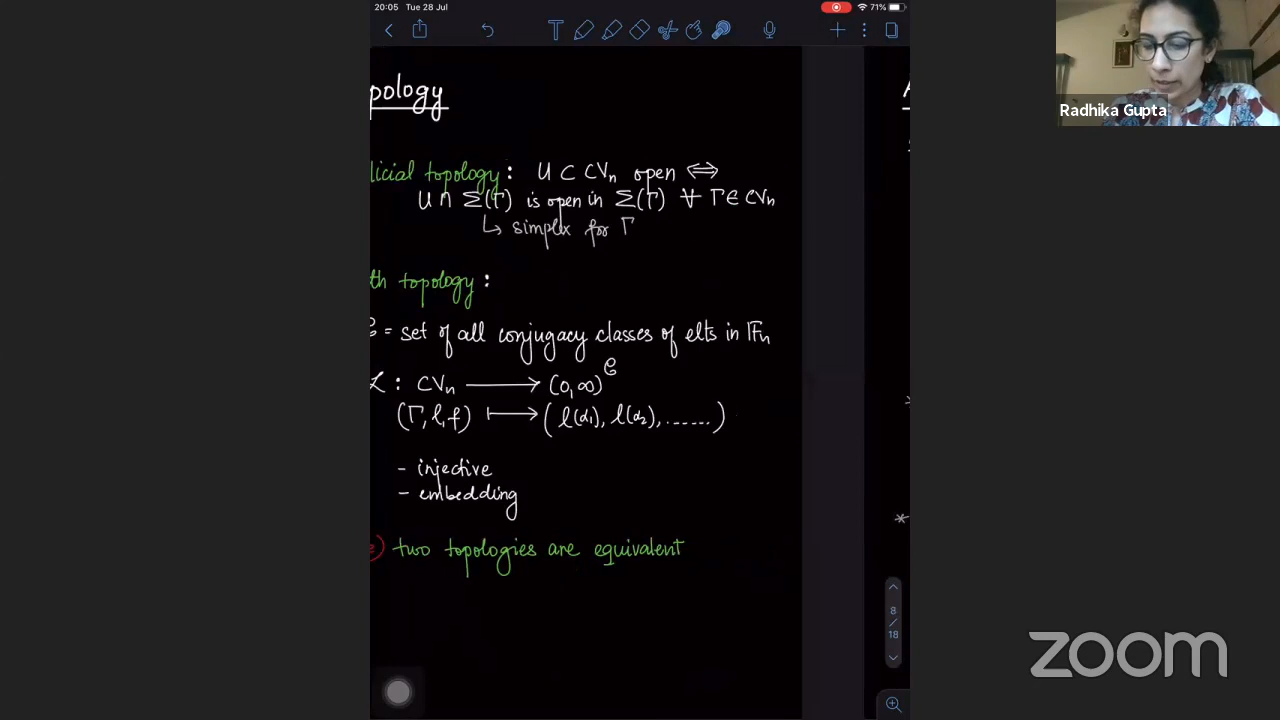 20:05 Tue 28 Jul
71%
pology
licial topology : U ⊂ CVₙ open ⟺
U ∩ Σ(Γ) is open in Σ(Γ) ∀ Γ ∈ CVₙ
↳ simplex for Γ
th topology :
𝒞 = set of all conjugacy classes of elts in 𝔽ₙ
ℒ : CVₙ ⟶ (0,∞)^𝒞
(Γ, l, f) ⟼ ( l(α₁), l(α₂), ...... )
- injective
- embedding
) two topologies are equivalent
*
8
/
18
Radhika Gupta
zoom